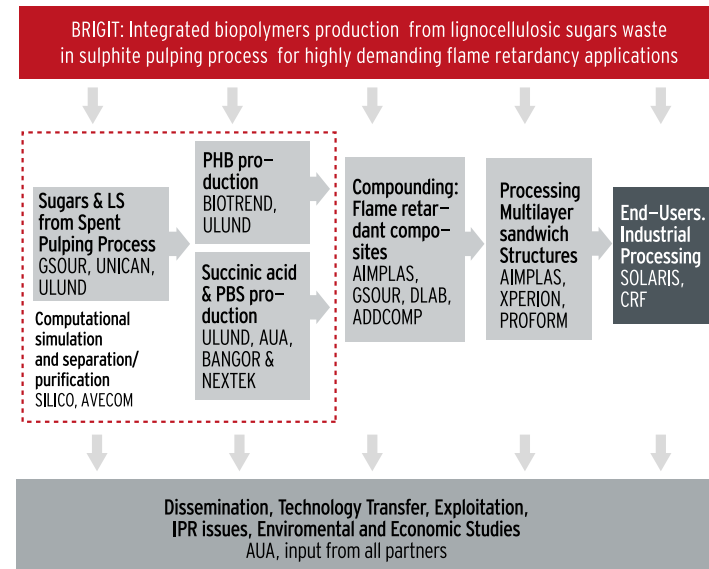 BRIGIT: Integrated biopolymers production from lignocellulosic sugars waste
in sulphite pulping process for highly demanding flame retardancy applications
Sugars & LS
from Spent
Pulping Process
GSOUR, UNICAN,
ULUND
Computational
simulation
and separation/
purification
SILICO, AVECOM
PHB pro–
duction
BIOTREND,
ULUND
Succinic acid
& PBS pro–
duction
ULUND, AUA,
BANGOR &
NEXTEK
Compounding:
Flame retar–
dant compo–
sites
AIMPLAS,
GSOUR, DLAB,
ADDCOMP
Processing
Multilayer
sandwich
Structures
AIMPLAS,
XPERION,
PROFORM
End–Users.
Industrial
Processing
SOLARIS,
CRF
Dissemination, Technology Transfer, Exploitation,
IPR issues, Enviromental and Economic Studies
AUA, input from all partners